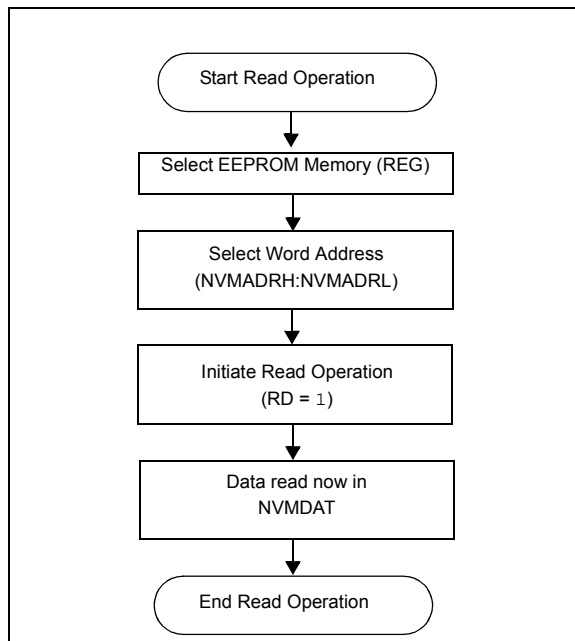 Start Read Operation
Select EEPROM Memory (REG)
Select Word Address
(NVMADRH:NVMADRL)
Initiate Read Operation
(RD = 1)
Data read now in
NVMDAT
End Read Operation